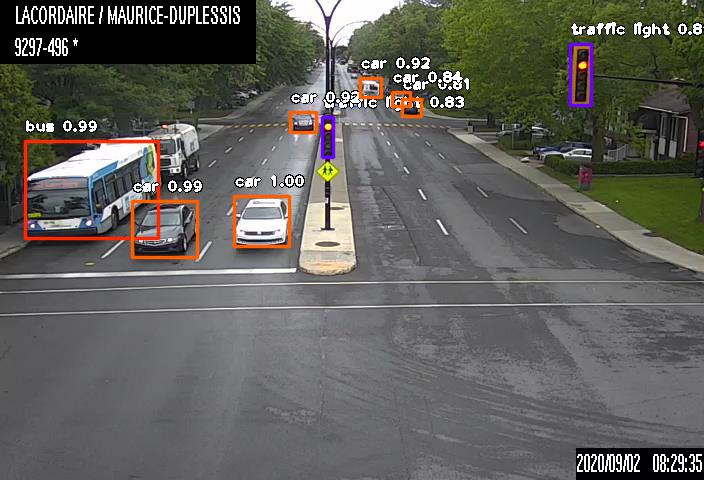 LACORDAIRE / MAURICE-DUPLESSIS
9297-496 *
traffic light 0.8
car 0.92
car 0.84
car 0.81
car 0.92
traffic light 0.83
bus 0.99
car 0.99
car 1.00
2020/09/02 08:29:35